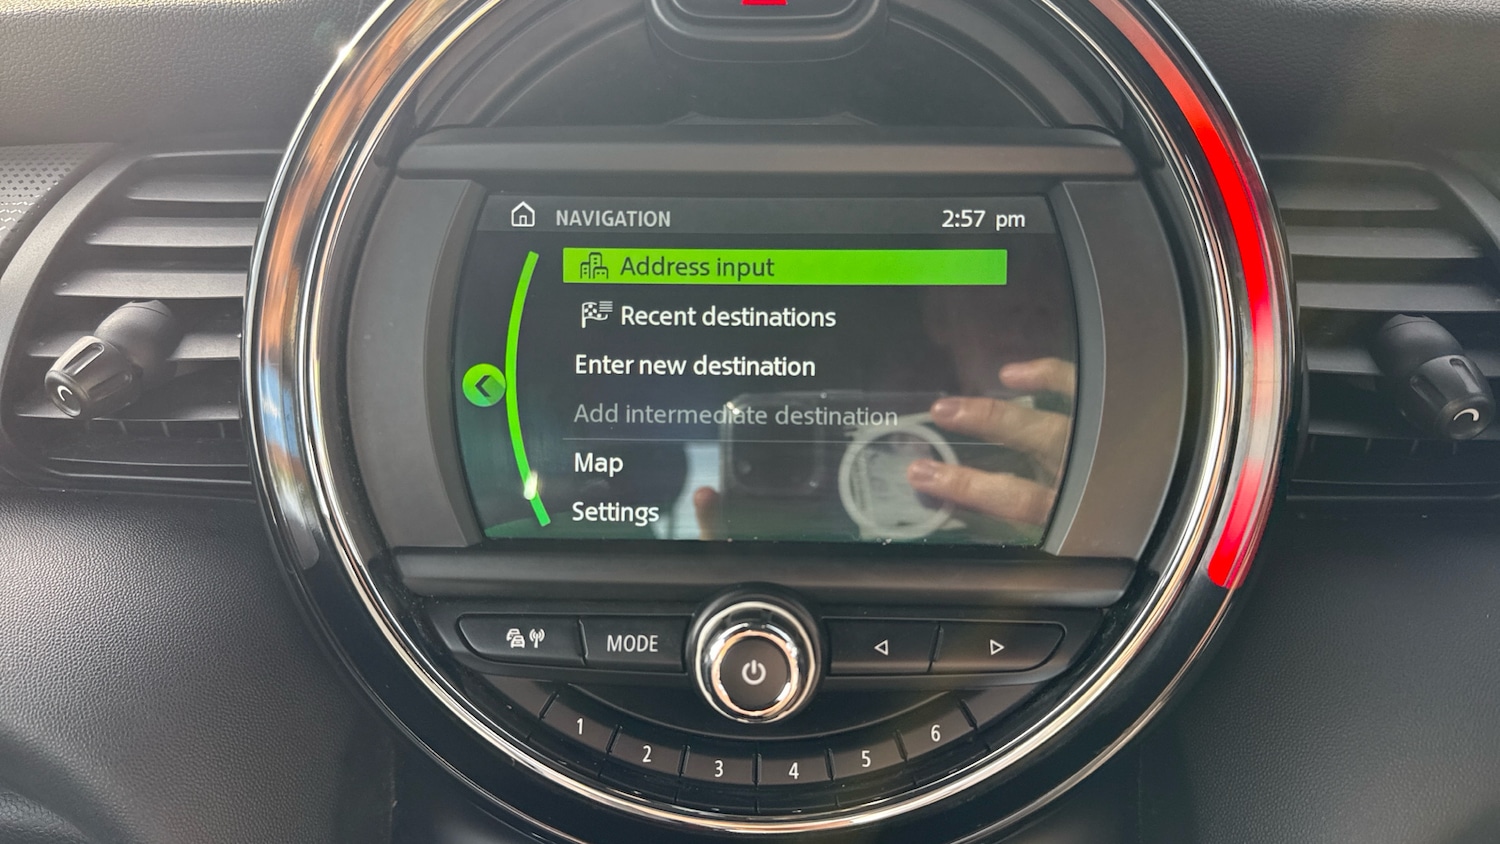 NAVIGATION 2:57 pm
Address input
Recent destinations
Enter new destination
Add intermediate destination
Map
Settings
MODE
1 2 3 4 5 6